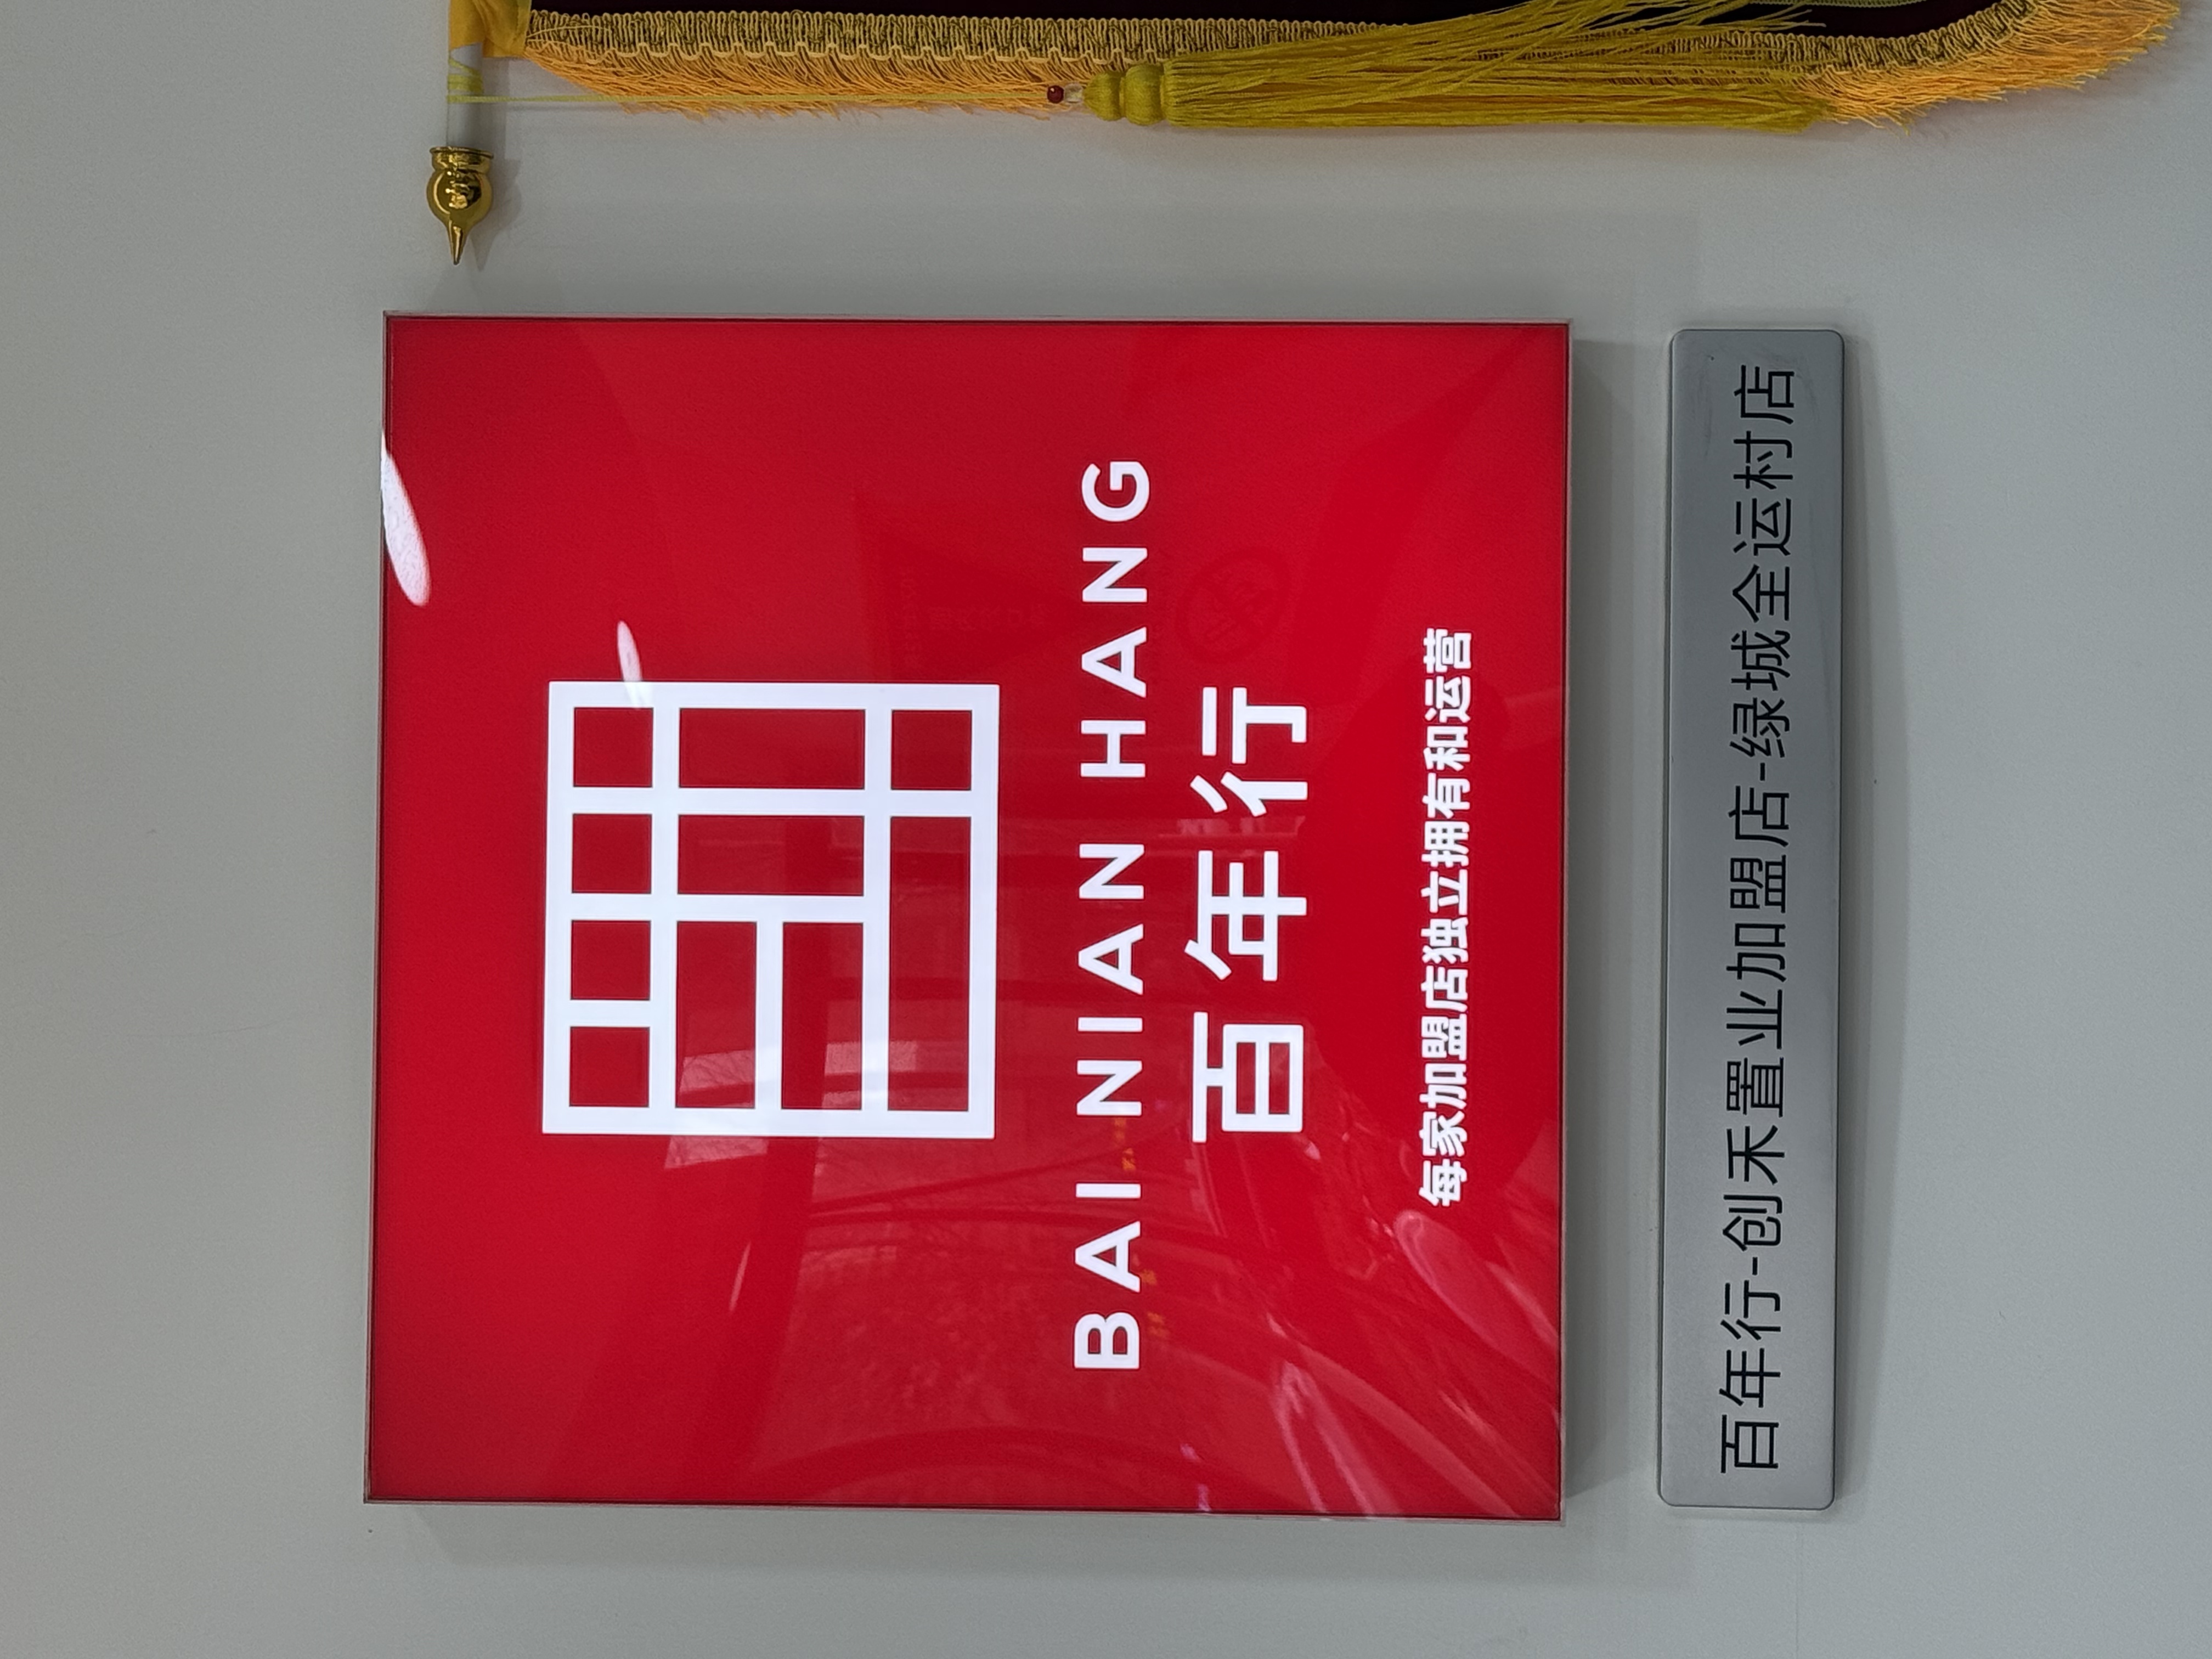 BAI NIAN HANG
百年行
每家加盟店独立拥有和运营
百年行-创禾置业加盟店-绿城全运村店